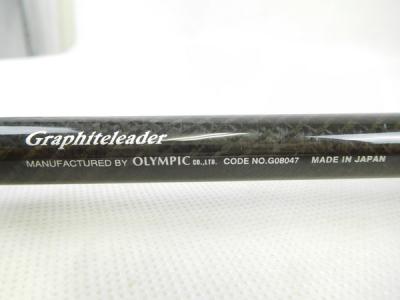 Graphiteleader
MANUFACTURED BY OLYMPIC CO.,LTD. CODE NO.G08047 MADE IN JAPAN